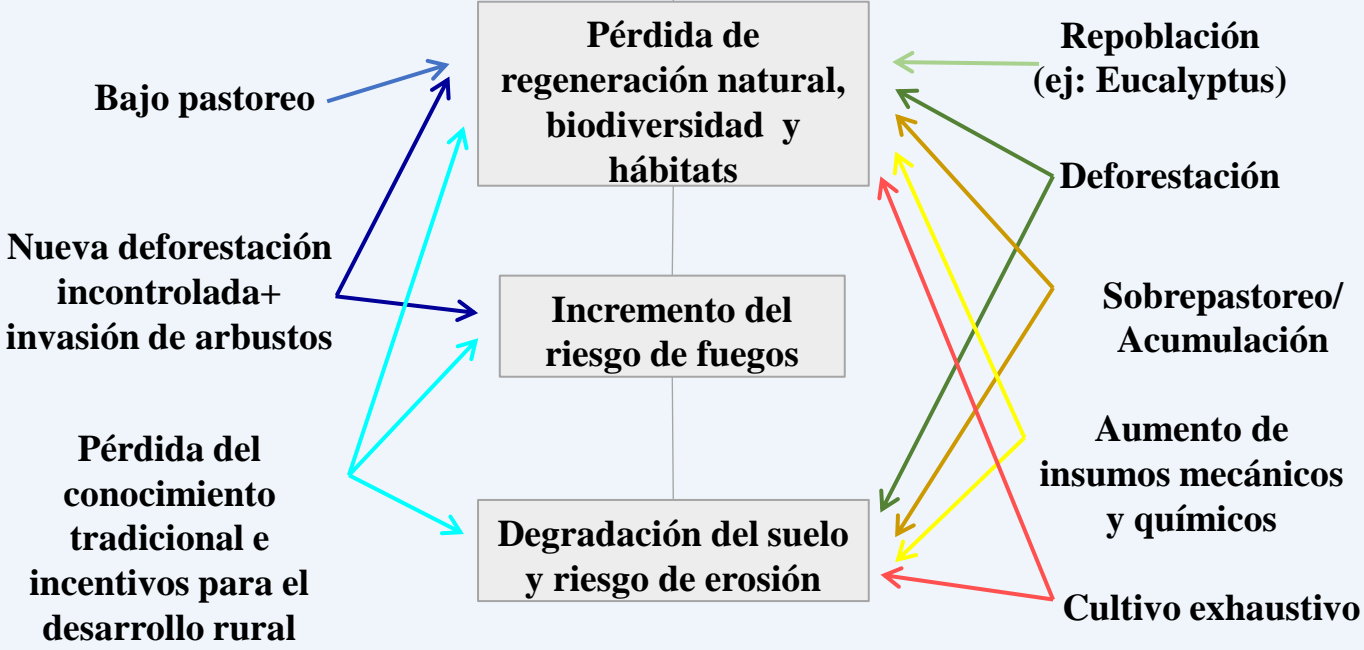 Pérdida de
regeneración natural,
biodiversidad y
hábitats
Bajo pastoreo
Nueva deforestación
incontrolada+
invasión de arbustos
Pérdida del
conocimiento
tradicional e
incentivos para el
desarrollo rural
Incremento del
riesgo de fuegos
Degradación del suelo
y riesgo de erosión
Repoblación
(ej: Eucalyptus)
Deforestación
Sobrepastoreo/
Acumulación
Aumento de
insumos mecánicos
y químicos
Cultivo exhaustivo